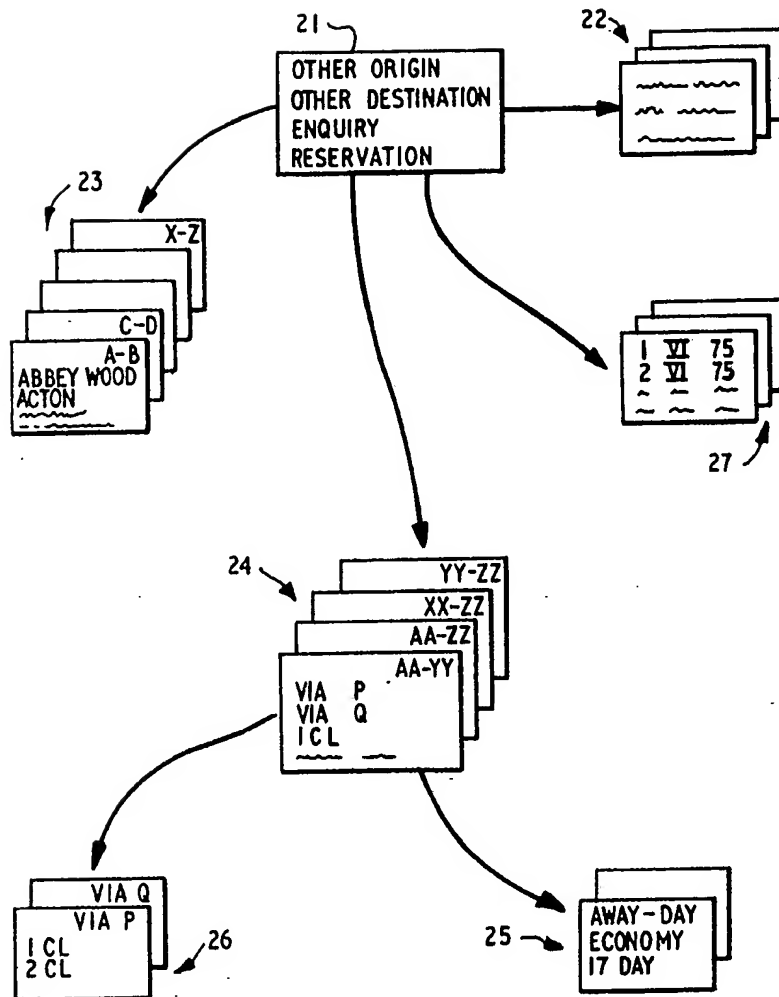 21
OTHER ORIGIN
OTHER DESTINATION
ENQUIRY
RESERVATION
22
23
X-Z
C-D
A-B
ABBEY WOOD
ACTON
1 VI 75
2 VI 75
27
24
YY-ZZ
XX-ZZ
AA-ZZ
AA-YY
VIA P
VIA Q
1 CL
VIA Q
VIA P
1 CL
2 CL
26
AWAY-DAY
ECONOMY
17 DAY
25